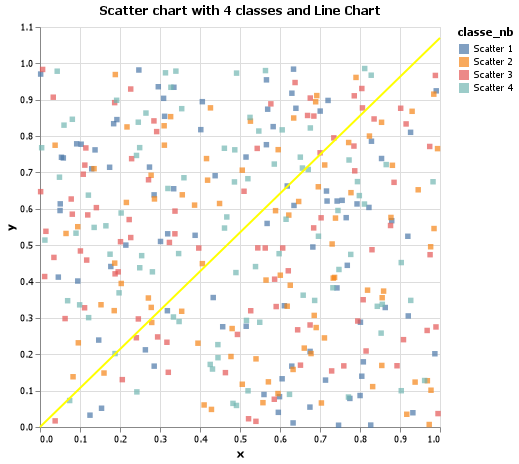 Scatter chart with 4 classes and Line Chart
1.1
1.0
0.9
0.8
0.7
0.6
0.5
0.4
0.3
0.2
0.1
0.0
y
0.0 0.1 0.2 0.3 0.4 0.5 0.6 0.7 0.8 0.9 1.0
x
classe_nb
Scatter 1
Scatter 2
Scatter 3
Scatter 4